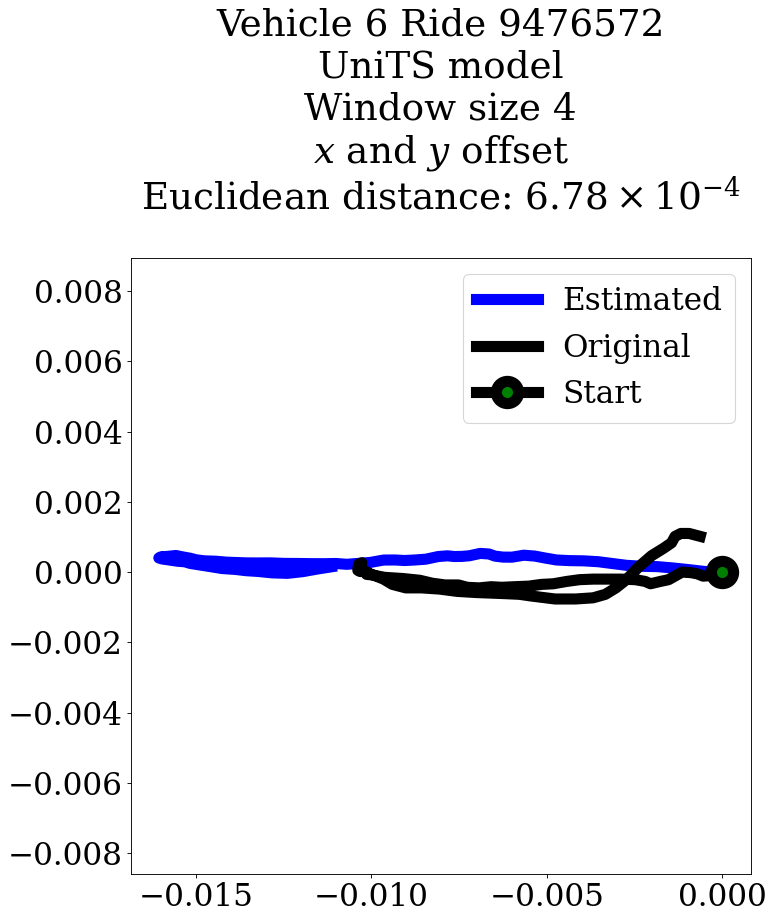 Vehicle 6 Ride 9476572
UniTS model
Window size 4
x and y offset
Euclidean distance: 6.78 × 10⁻⁴
Estimated
Original
Start
0.008
0.006
0.004
0.002
0.000
−0.002
−0.004
−0.006
−0.008
−0.015 −0.010 −0.005 0.000